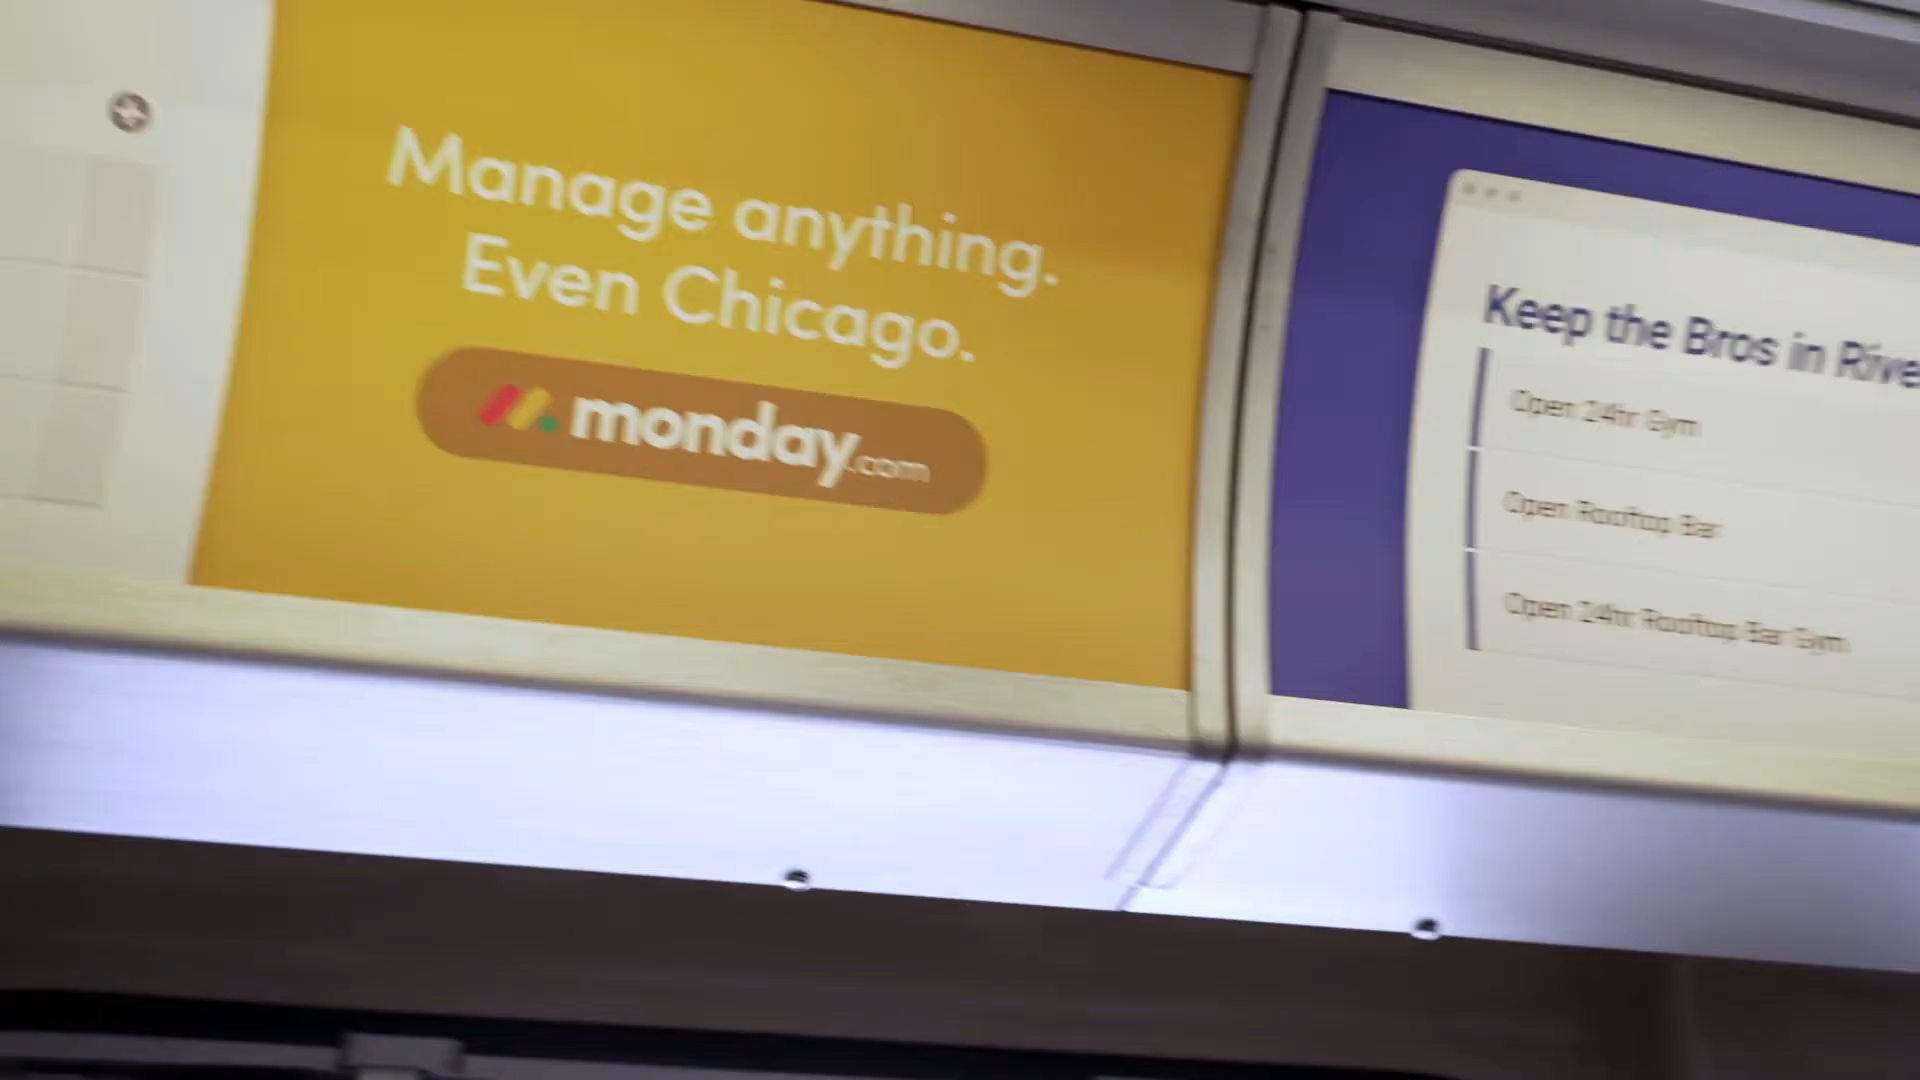 Manage anything.
Even Chicago.
monday.com
Keep the Bros in
Open 24hr Gym
Open Rooftop Bar
Open 24hr Rooftop Bar Gym